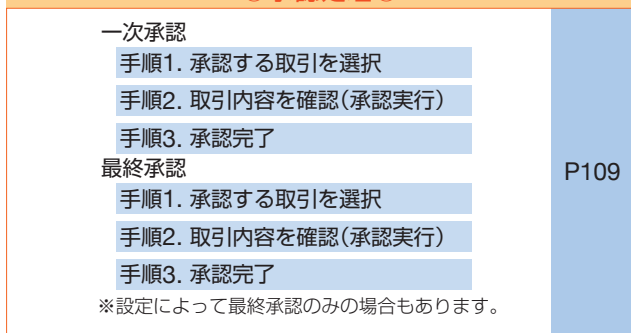 一次承認
手順1. 承認する取引を選択
手順2. 取引内容を確認（承認実行）
手順3. 承認完了
最終承認
手順1. 承認する取引を選択
手順2. 取引内容を確認（承認実行）
手順3. 承認完了
※設定によって最終承認のみの場合もあります。
P109